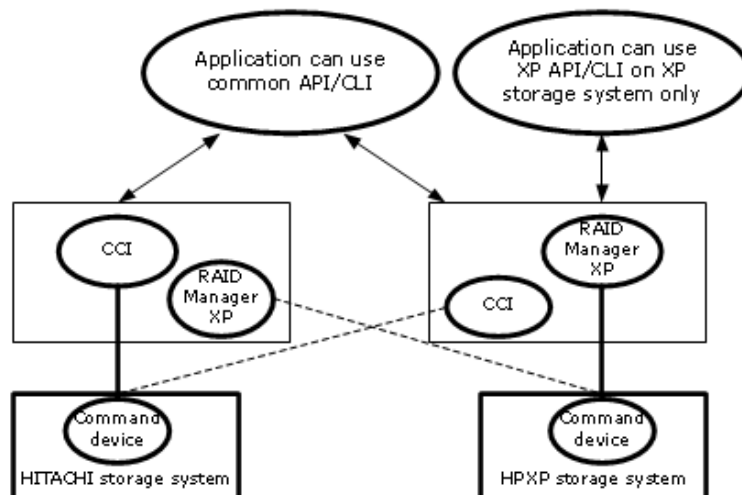 Application can use
common API/CLI
Application can use
XP API/CLI on XP
storage system only
CCI
RAID
Manager
XP
RAID
Manager
XP
CCI
Command
device
HITACHI storage system
Command
device
HPXP storage system